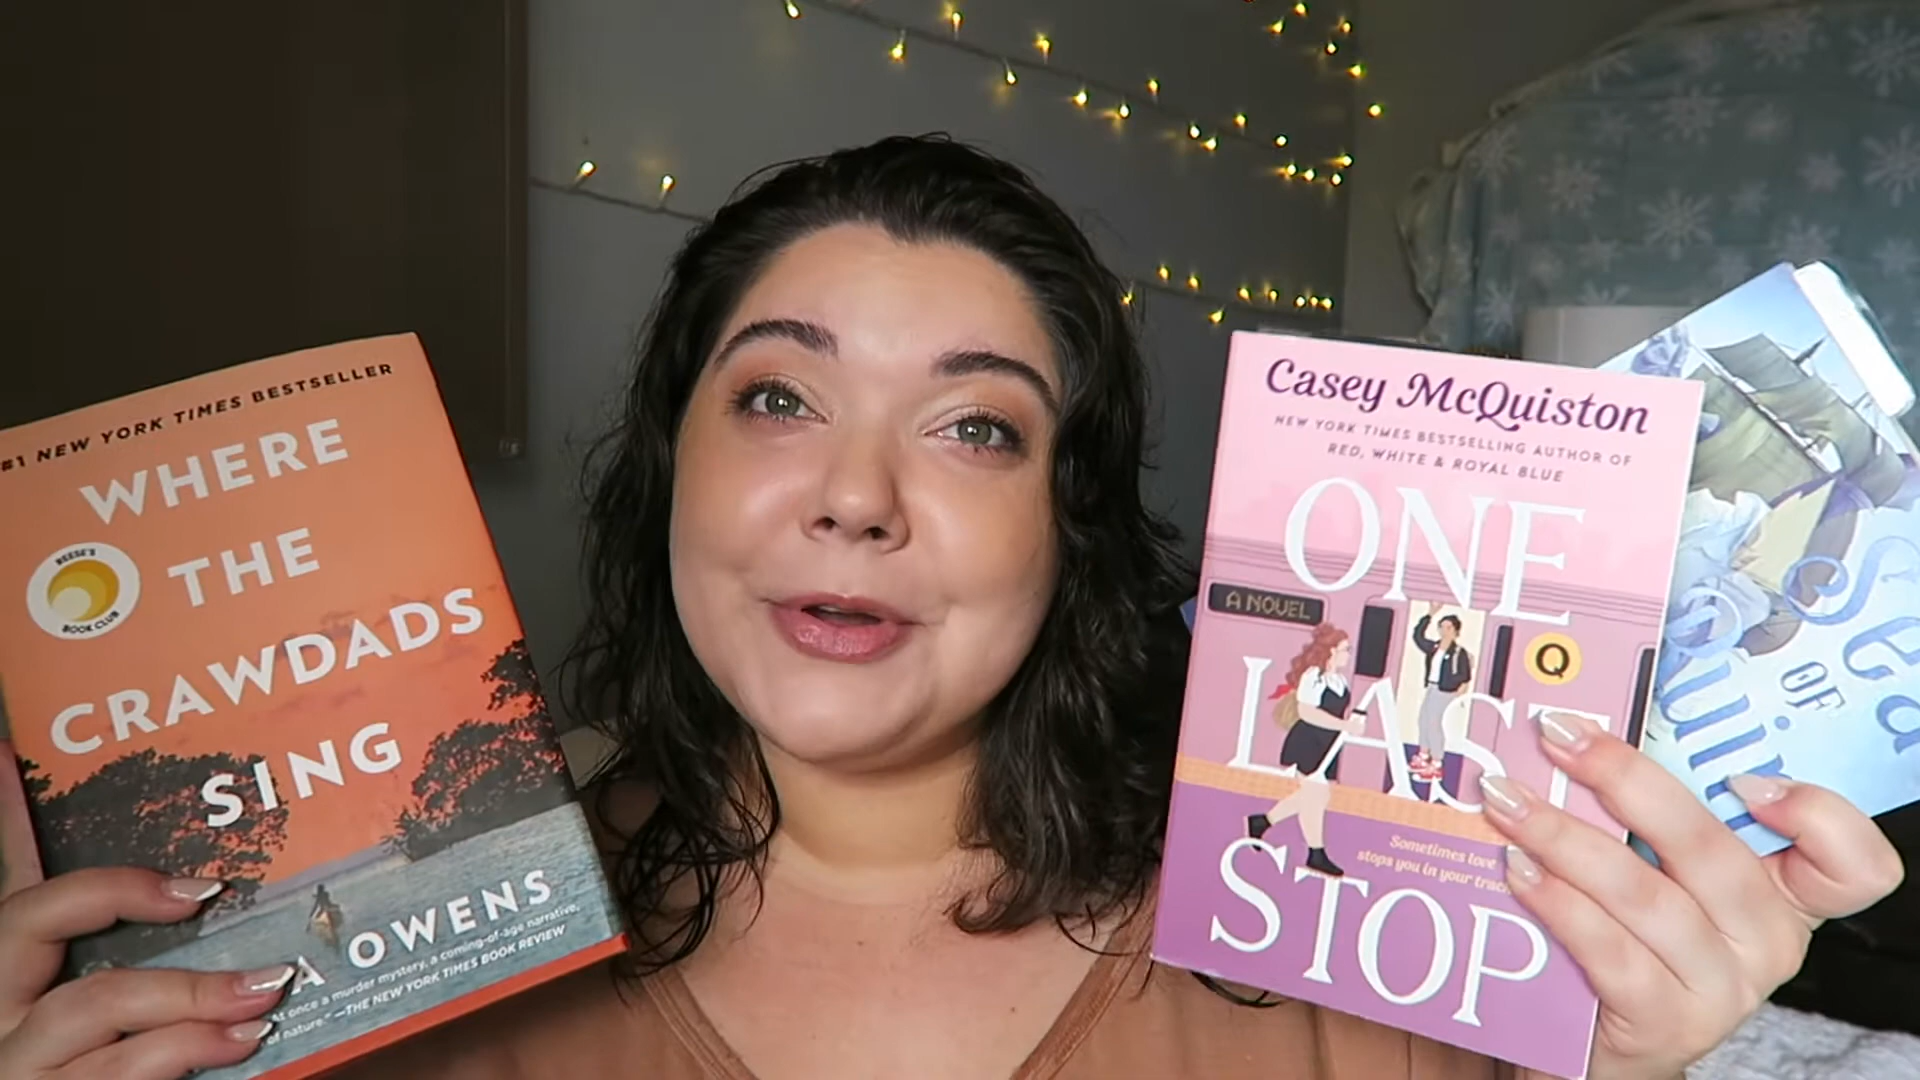 #1 NEW YORK TIMES BESTSELLER
WHERE
THE
CRAWDADS
SING
REESE'S
BOOK CLUB
A OWENS
"At once a murder mystery, a coming-of-age narrative,
of nature." —THE NEW YORK TIMES BOOK REVIEW
Casey McQuiston
NEW YORK TIMES BESTSELLING AUTHOR OF
RED, WHITE & ROYAL BLUE
ONE
A NOVEL
Q
LAST
Sometimes love
stops you in your
STOP
Sea
OF
Ruin